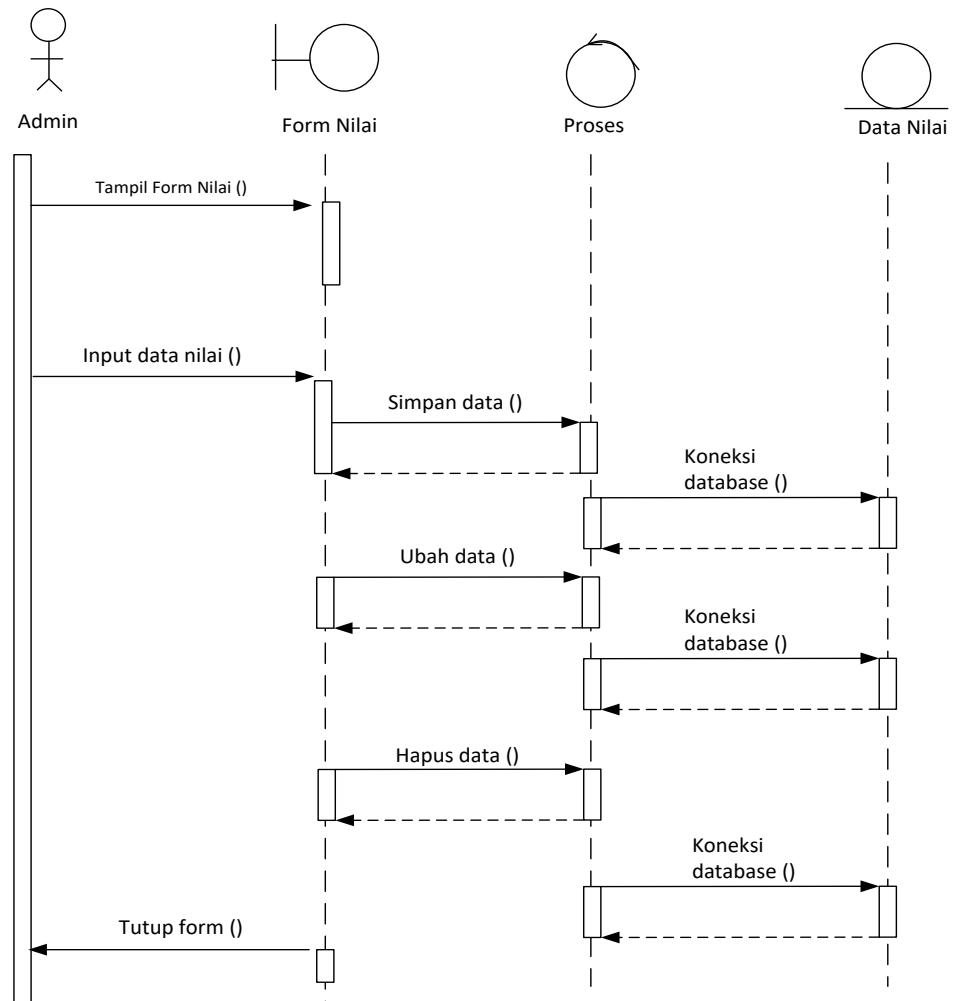 Admin
Form Nilai
Proses
Data Nilai
Tampil Form Nilai ()
Input data nilai ()
Simpan data ()
Koneksi
database ()
Ubah data ()
Koneksi
database ()
Hapus data ()
Koneksi
database ()
Tutup form ()